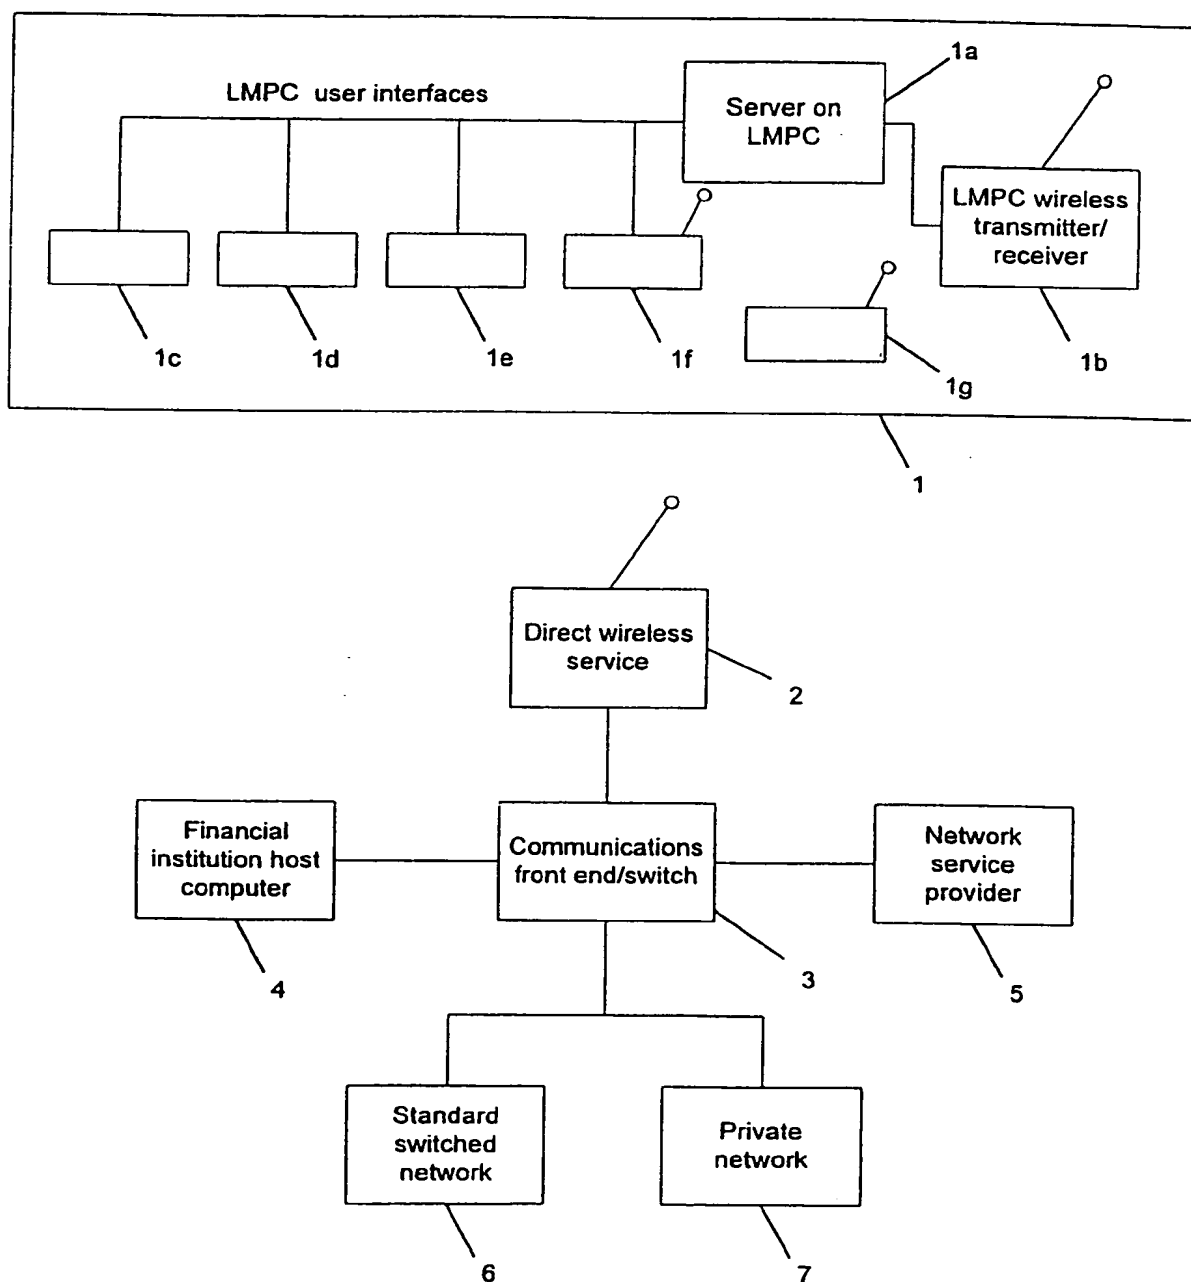 1a
LMPC user interfaces
Server on
LMPC
LMPC wireless
transmitter/
receiver
1c
1d
1e
1f
1g
1b
1
Direct wireless
service
2
Financial
institution host
computer
Communications
front end/switch
Network
service
provider
4
3
5
Standard
switched
network
Private
network
6
7